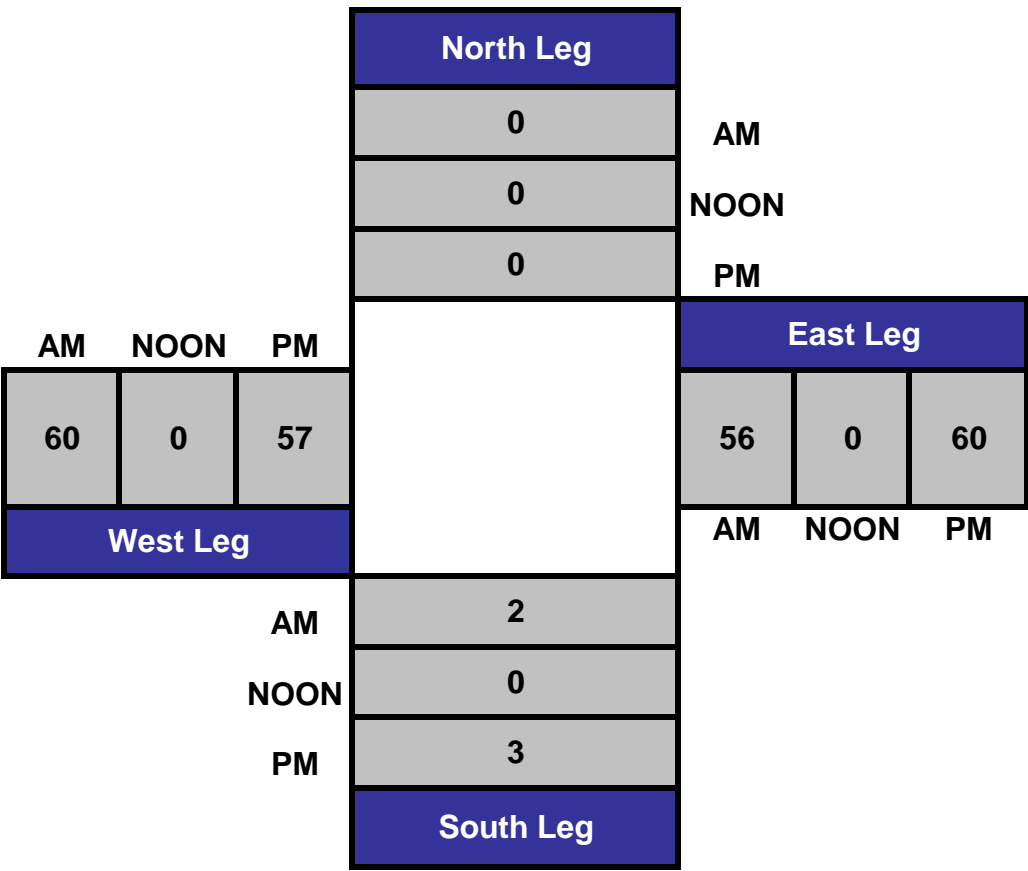 North Leg
0
AM
0
NOON
0
PM
East Leg
AM NOON PM
60 0 57
56 0 60
West Leg
AM NOON PM
AM
2
NOON
0
PM
3
South Leg